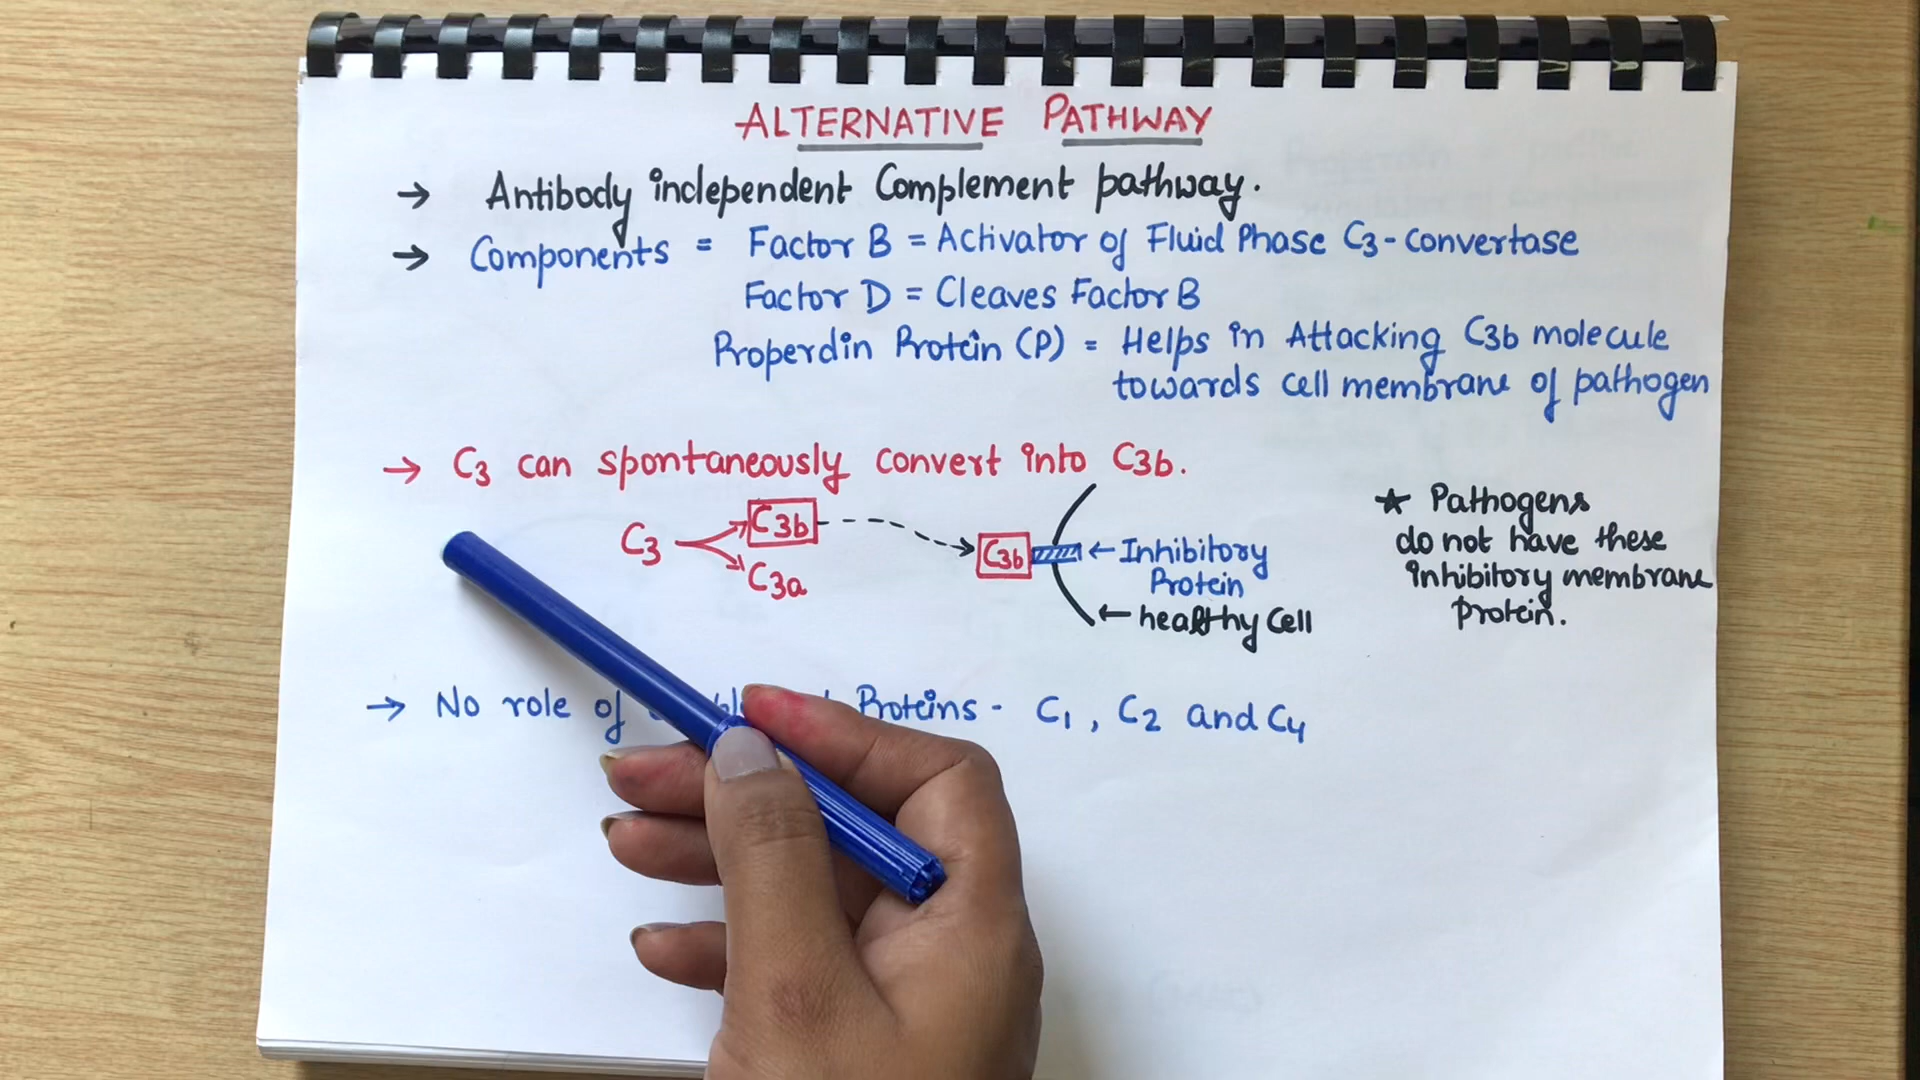 ALTERNATIVE PATHWAY
→ Antibody independent Complement pathway.
→ Components = Factor B = Activator of Fluid Phase C3-convertase
Factor D = Cleaves Factor B
Properdin Protein (P) = Helps in Attacking C3b molecule
towards cell membrane of pathogen
→ C3 can spontaneously convert into C3b.
C3
C3b
C3a
C3b
← Inhibitory
Protein
← healthy Cell
★ Pathogens
do not have these
inhibitory membrane
Protein.
→ No role of Proteins - C1, C2 and C4